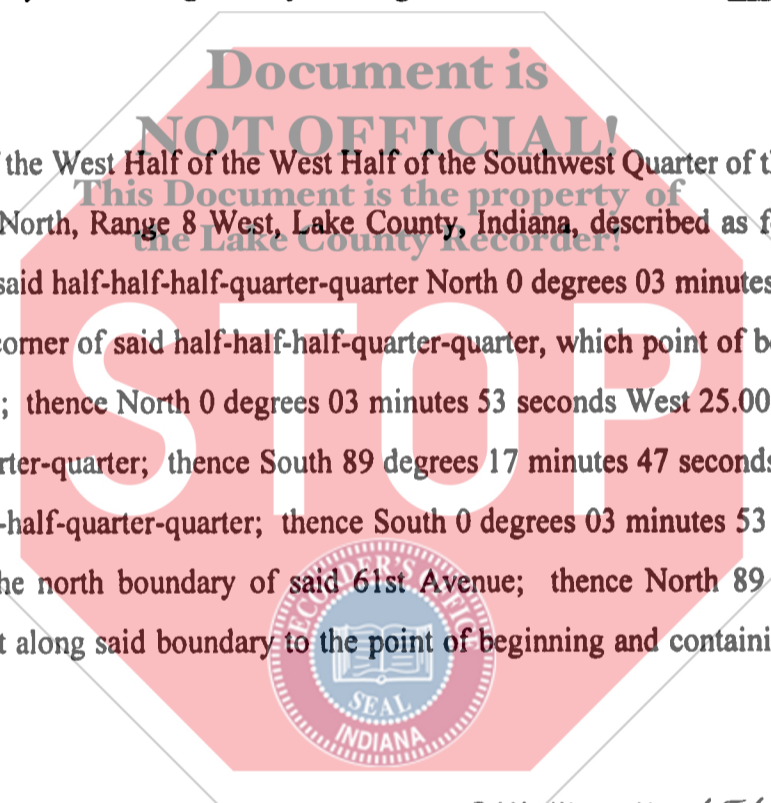 Document is
NOT OFFICIAL!
the West Half of the West Half of the Southwest Quarter of
This Document is the property of
North, Range 8 West, Lake County, Indiana, described as
the Lake County Recorder!
said half-half-half-quarter-quarter North 0 degrees 03 minutes
corner of said half-half-half-quarter-quarter, which point of
; thence North 0 degrees 03 minutes 53 seconds West 25.00
rter-quarter; thence South 89 degrees 17 minutes 47 seconds
-half-quarter-quarter; thence South 0 degrees 03 minutes 53
he north boundary of said 61st Avenue; thence North 89
t along said boundary to the point of beginning and containi
STOP
RECORDER'S OFFICE
SEAL
INDIANA